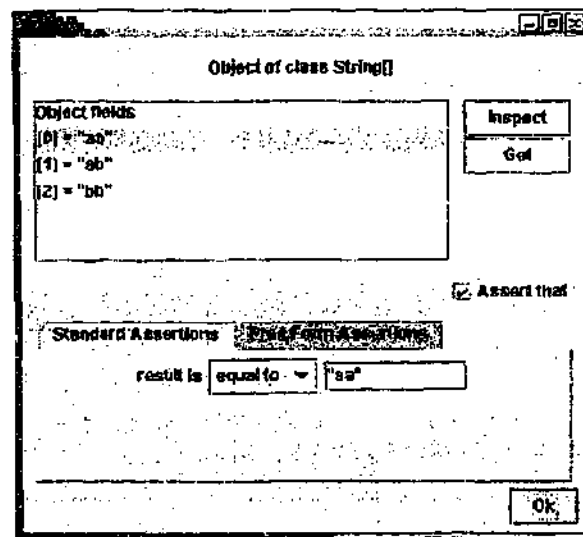 Object of class String[]
Object fields
[0] = "aa"
[1] = "ab"
[2] = "bb"
Inspect
Get
Assert that
Standard Assertions Free Form Assertions
result is equal to "aa"
Ok